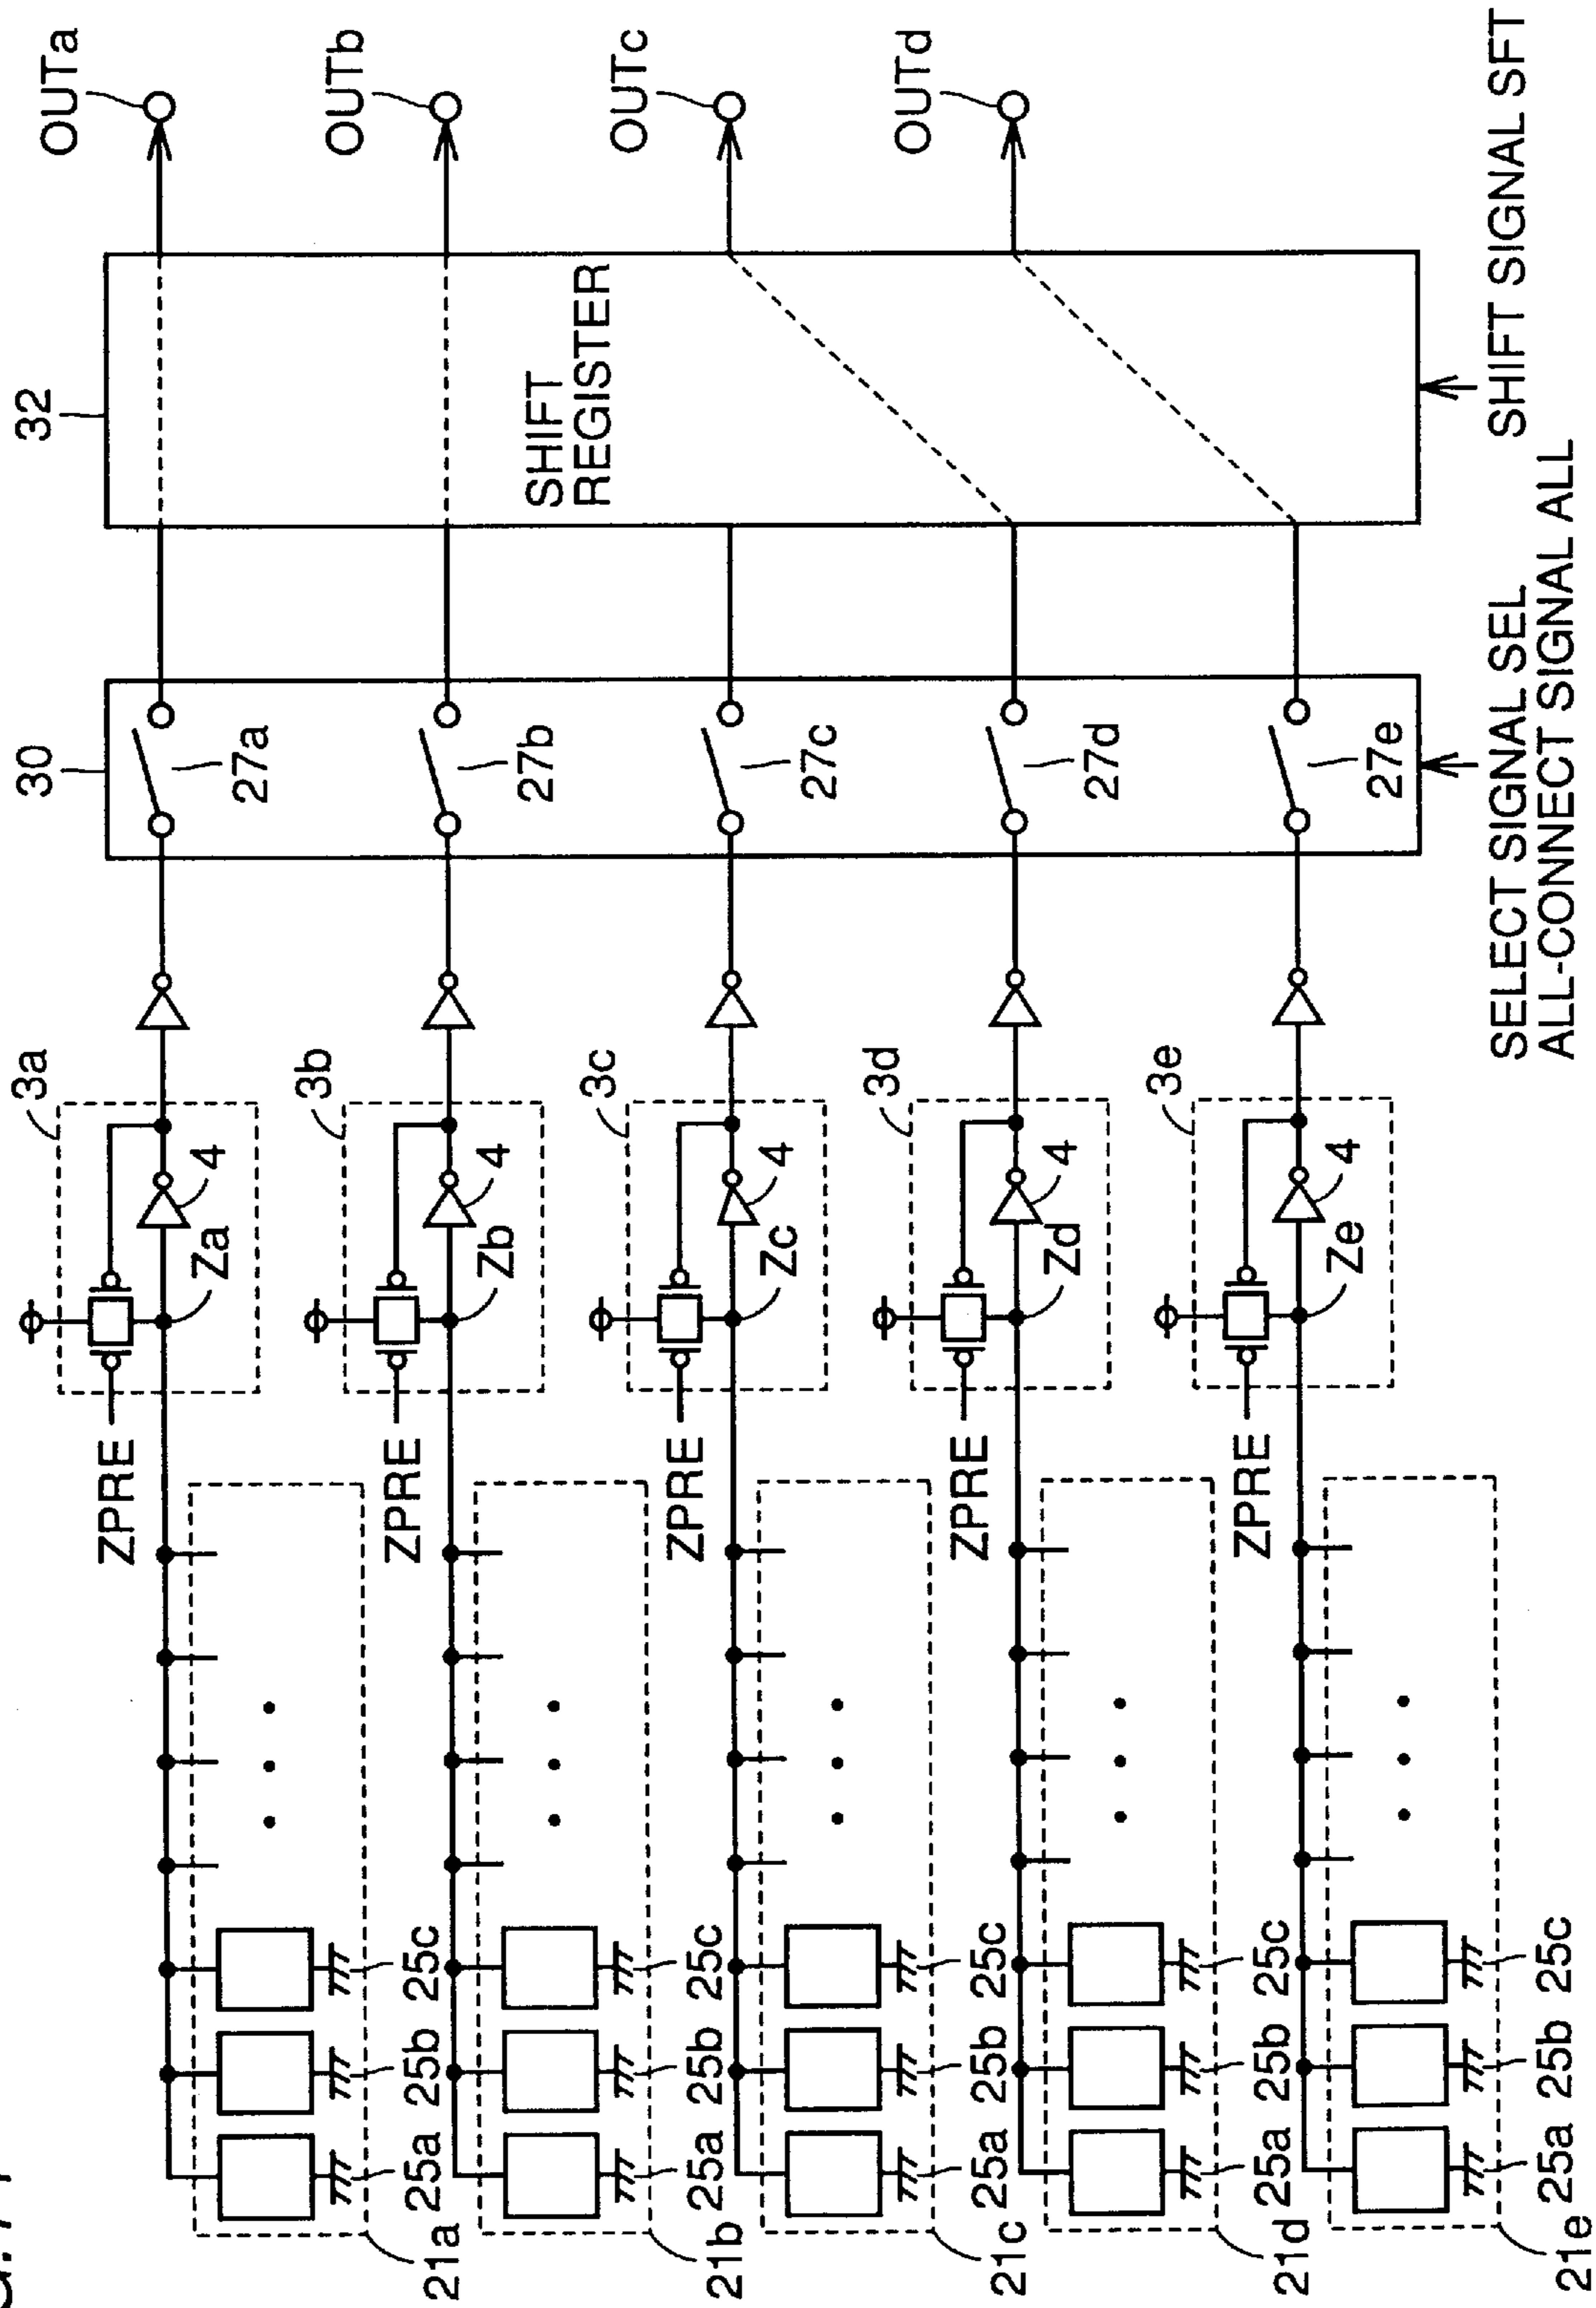 3a
30
32
OUTa
ZPRE
Za
4
27a
21a
25a
25b
25c
3b
OUTb
ZPRE
Zb
4
27b
SHIFT
REGISTER
21b
25a
25b
25c
3c
OUTc
ZPRE
Zc
4
27c
21c
25a
25b
25c
3d
OUTd
ZPRE
Zd
4
27d
21d
25a
25b
25c
3e
ZPRE
Ze
4
27e
21e
25a
25b
25c
SELECT SIGNAL SEL
ALL-CONNECT SIGNAL ALL
SHIFT SIGNAL SFT